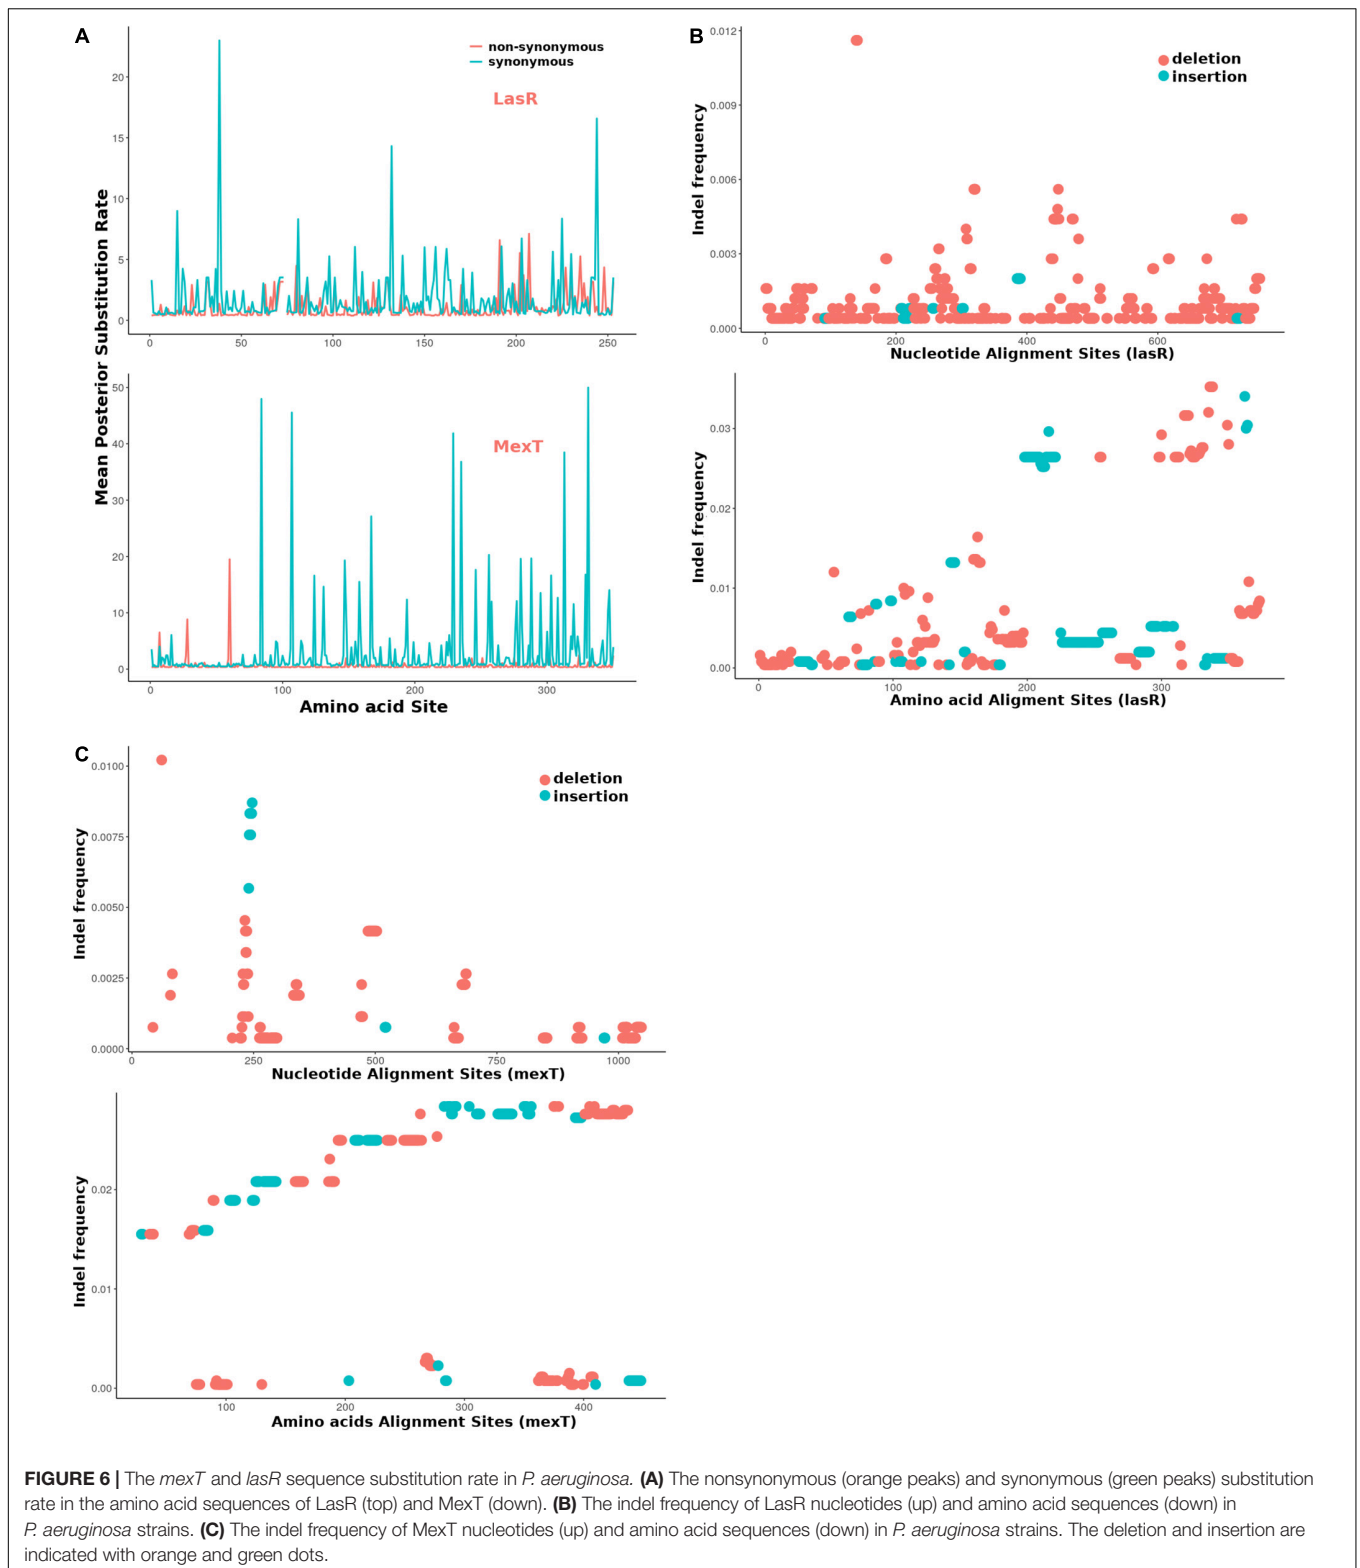 A
non-synonymous
synonymous
LasR
20
15
10
5
0
0 50 100 150 200 250
Mean Posterior Substitution Rate
MexT
50
40
30
20
10
0
0 100 200 300
Amino acid Site
B
deletion
insertion
Indel frequency
0.012
0.009
0.006
0.003
0.000
0 200 400 600
Nucleotide Alignment Sites (lasR)
Indel frequency
0.03
0.02
0.01
0.00
0 100 200 300
Amino acid Aligment Sites (lasR)
C
deletion
insertion
Indel frequency
0.0100
0.0075
0.0050
0.0025
0.0000
0 250 500 750 1000
Nucleotide Alignment Sites (mexT)
Indel frequency
0.02
0.01
0.00
100 200 300 400
Amino acids Alignment Sites (mexT)
FIGURE 6 | The mexT and lasR sequence substitution rate in P. aeruginosa. (A) The nonsynonymous (orange peaks) and synonymous (green peaks) substitution
rate in the amino acid sequences of LasR (top) and MexT (down). (B) The indel frequency of LasR nucleotides (up) and amino acid sequences (down) in
P. aeruginosa strains. (C) The indel frequency of MexT nucleotides (up) and amino acid sequences (down) in P. aeruginosa strains. The deletion and insertion are
indicated with orange and green dots.